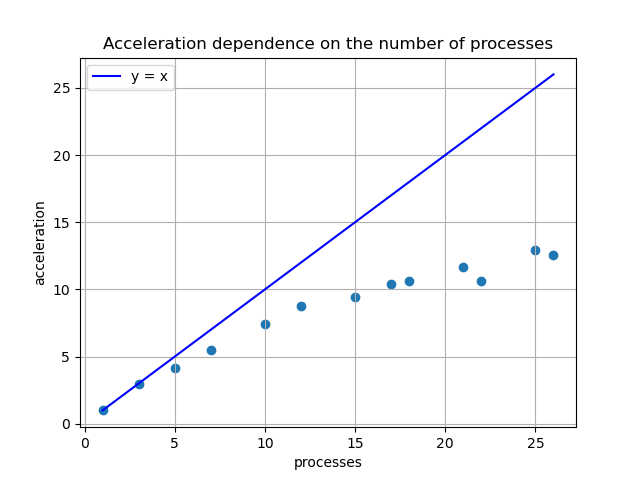 Acceleration dependence on the number of processes
y = x
25
20
15
10
5
0
acceleration
0 5 10 15 20 25
processes